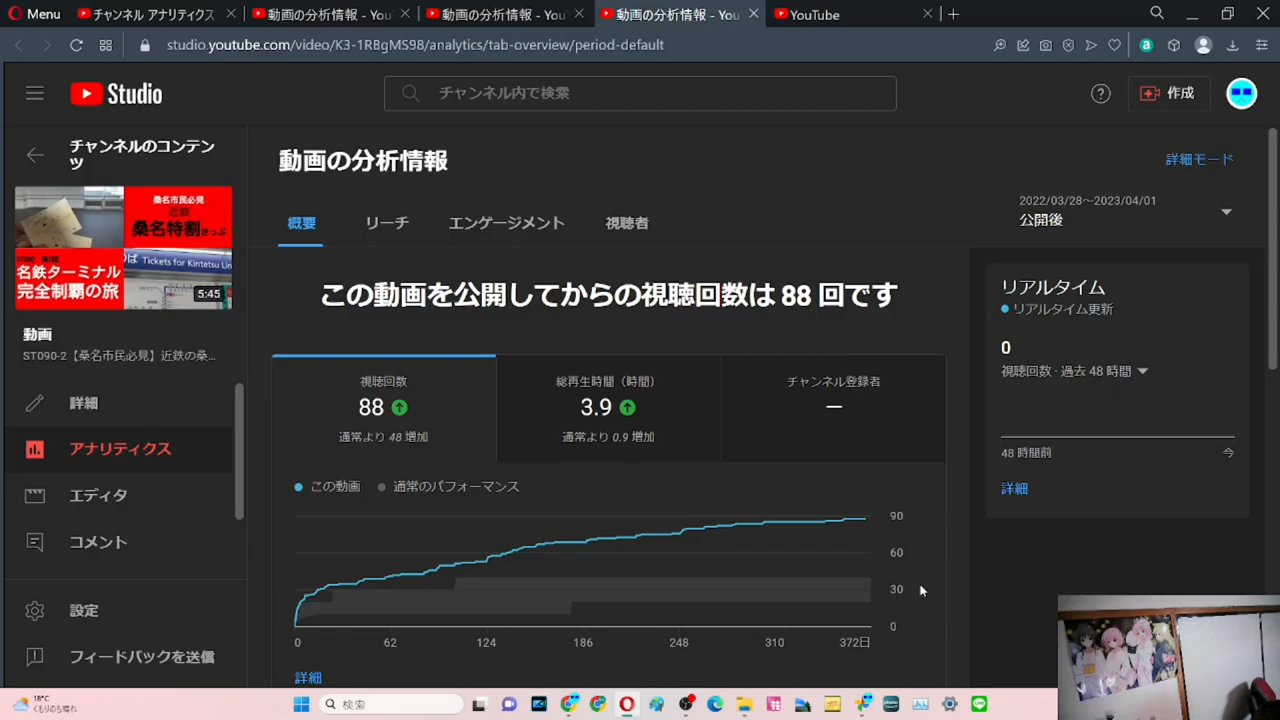 Menu
チャンネル アナリティクス
動画の分析情報 - You
動画の分析情報 - You
動画の分析情報 - You
YouTube
studio.youtube.com/video/K3-1RBgMS98/analytics/tab-overview/period-default
Studio
チャンネル内で検索
作成
チャンネルのコンテン
ツ
桑名市民必見
近鉄
桑名特割きっぷ
名鉄ターミナル
完全制覇の旅
Tickets for Kintetsu Lin
5:45
動画
ST090-2【桑名市民必見】近鉄の桑...
詳細
アナリティクス
エディタ
コメント
設定
フィードバックを送信
動画の分析情報
詳細モード
2022/03/28～2023/04/01
公開後
概要
リーチ
エンゲージメント
視聴者
この動画を公開してからの視聴回数は 88 回です
視聴回数
88
通常より 48 増加
総再生時間（時間）
3.9
通常より 0.9 増加
チャンネル登録者
—
この動画
通常のパフォーマンス
90
60
30
0
0 62 124 186 248 310 372日
詳細
リアルタイム
リアルタイム更新
0
視聴回数 · 過去 48 時間
48 時間前
今
詳細
18°C
くもりのち晴れ
検索